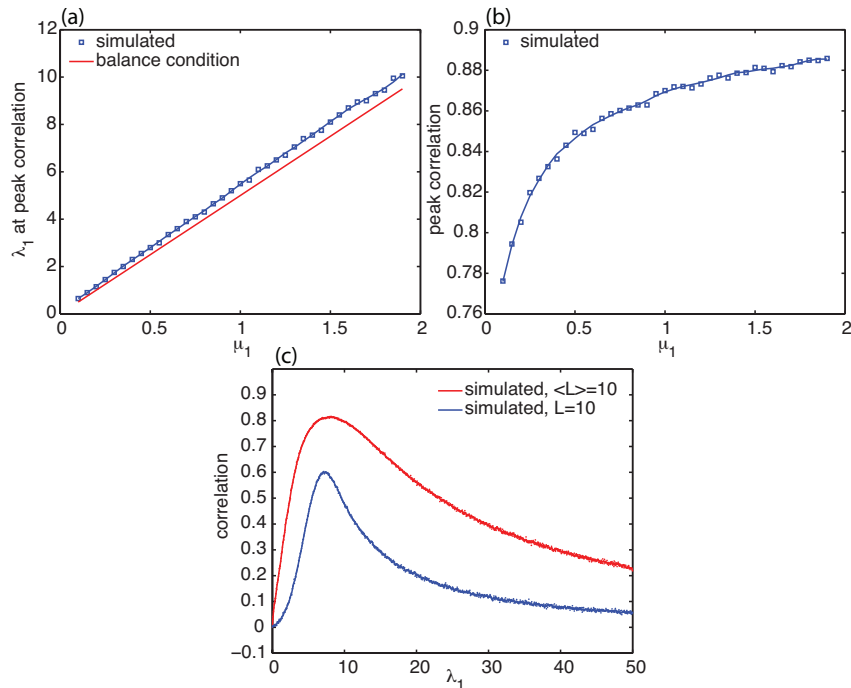 (a)
simulated
balance condition
λ1 at peak correlation
12
10
8
6
4
2
0
0
0.5
1
1.5
2
μ1
(b)
simulated
peak correlation
0.9
0.88
0.84
0.8
0.78
0.76
0
0.5
1
1.5
2
μ1
(c)
simulated, <L>=10
simulated, L=10
correlation
0.9
0.8
0.7
0.6
0.5
0.4
0.3
0.2
0.1
0
−0.1
0
10
20
30
40
50
λ1